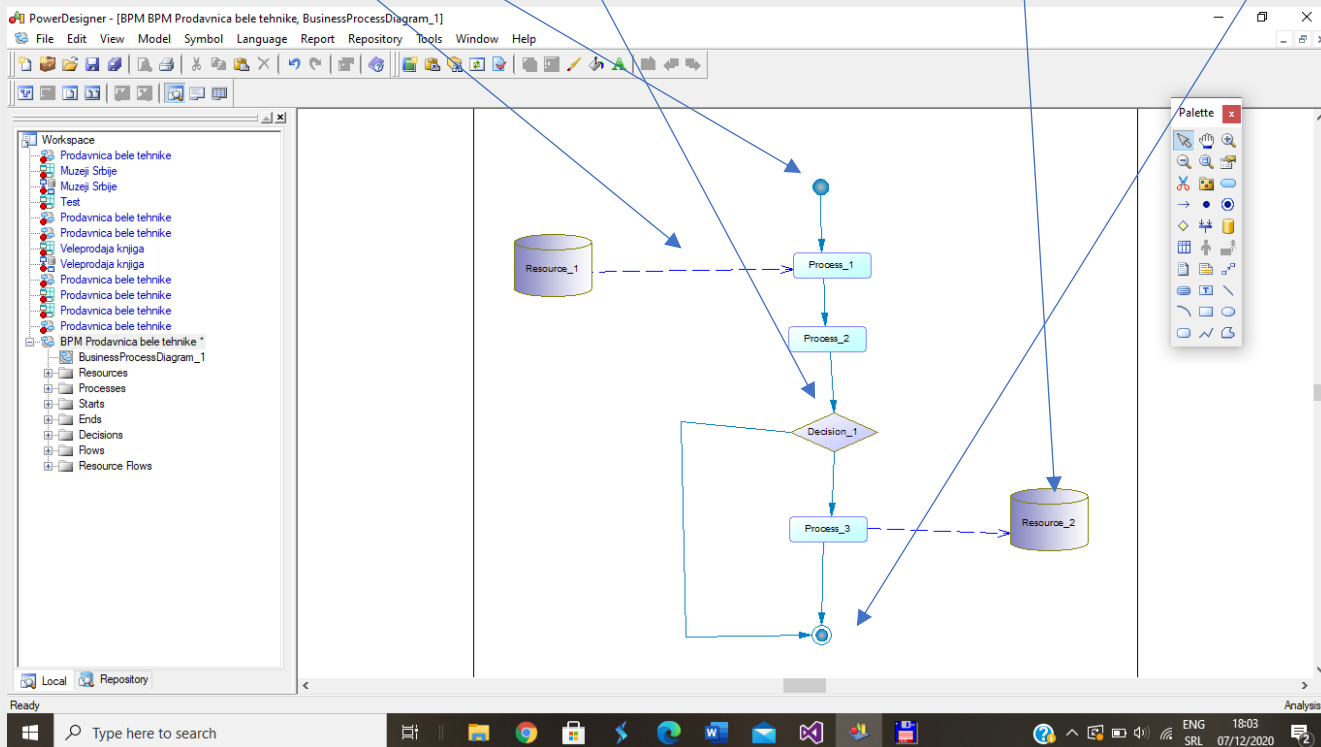 PowerDesigner - [BPM BPM Prodavnica bele tehnike, BusinessProcessDiagram_1]
File Edit View Model Symbol Language Report Repository Tools Window Help
Workspace
Prodavnica bele tehnike
Muzeji Srbije
Muzeji Srbije
Test
Prodavnica bele tehnike
Prodavnica bele tehnike
Veleprodaja knjiga
Veleprodaja knjiga
Prodavnica bele tehnike
Prodavnica bele tehnike
Prodavnica bele tehnike
Prodavnica bele tehnike
BPM Prodavnica bele tehnike *
BusinessProcessDiagram_1
Resources
Processes
Starts
Ends
Decisions
Flows
Resource Flows
Local Repository
Resource_1
Process_1
Process_2
Decision_1
Process_3
Resource_2
Palette
Ready
Analysis
Type here to search
ENG
SRL
18:03
07/12/2020
2